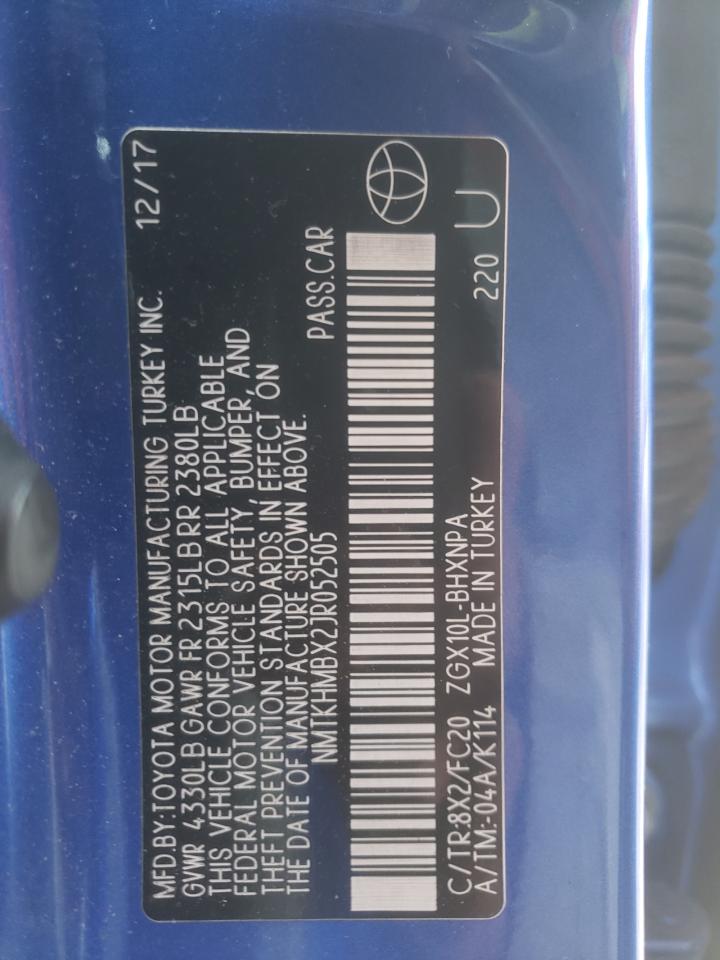 MFD.BY:TOYOTA MOTOR MANUFACTURING TURKEY INC. 12/17
GVWR 4330LB GAWR FR 2315LB RR 2380LB
THIS VEHICLE CONFORMS TO ALL APPLICABLE
FEDERAL MOTOR VEHICLE SAFETY, BUMPER, AND
THEFT PREVENTION STANDARDS IN EFFECT ON
THE DATE OF MANUFACTURE SHOWN ABOVE.
NMTKHMBX2JR052505 PASS.CAR
C/TR:8X2/FC20 ZGX10L-BHXNPA
A/TM:-04A/K114 MADE IN TURKEY 220 U